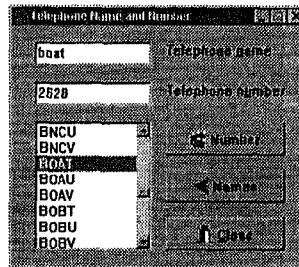 Telephone Name and Number
boat
Telephone name
2628
Telephone number
BNCU
BNCV
BOAT
BOAU
BOAV
BOBT
BOBU
BOBV
Number
Names
Close